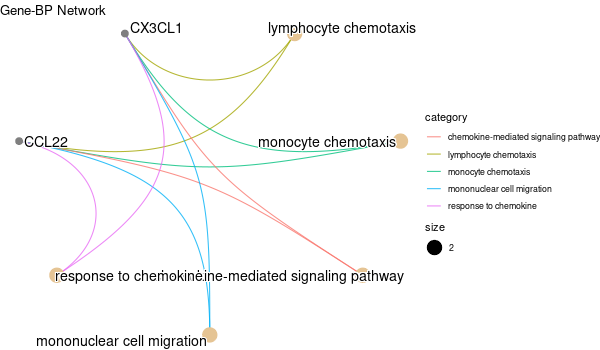 Gene-BP Network
CX3CL1
lymphocyte chemotaxis
CCL22
monocyte chemotaxis
response to chemokine
ine-mediated signaling pathway
mononuclear cell migration
category
chemokine-mediated signaling pathway
lymphocyte chemotaxis
monocyte chemotaxis
mononuclear cell migration
response to chemokine
size
2